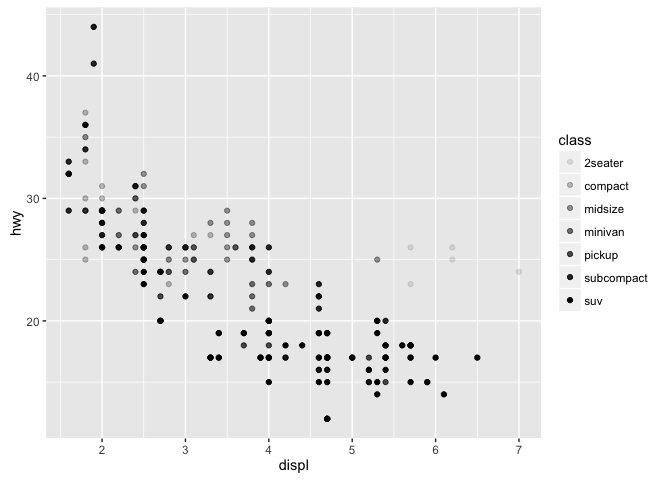 hwy
40
30
20
2
3
4
5
6
7
displ
class
2seater
compact
midsize
minivan
pickup
subcompact
suv